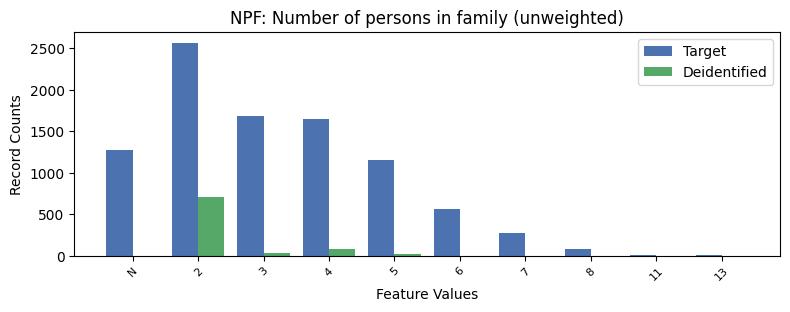 NPF: Number of persons in family (unweighted)
Target
Deidentified
Record Counts
2500
2000
1500
1000
500
0
N 2 3 4 5 6 7 8 11 13
Feature Values